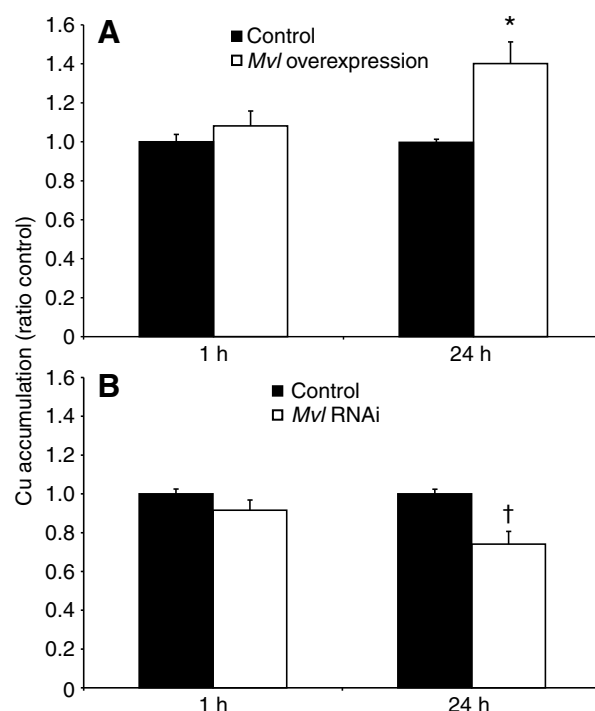 Cu accumulation (ratio control)
A
Control
Mvl overexpression
*
1.6
1.4
1.2
1.0
0.8
0.6
0.4
0.2
0
1 h
24 h
B
Control
Mvl RNAi
†
1.6
1.4
1.2
1.0
0.8
0.6
0.4
0.2
0
1 h
24 h